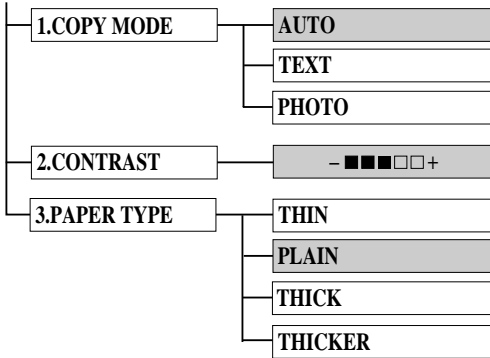 1.COPY MODE
AUTO
TEXT
PHOTO
2.CONTRAST
– ■■■□□+
3.PAPER TYPE
THIN
PLAIN
THICK
THICKER